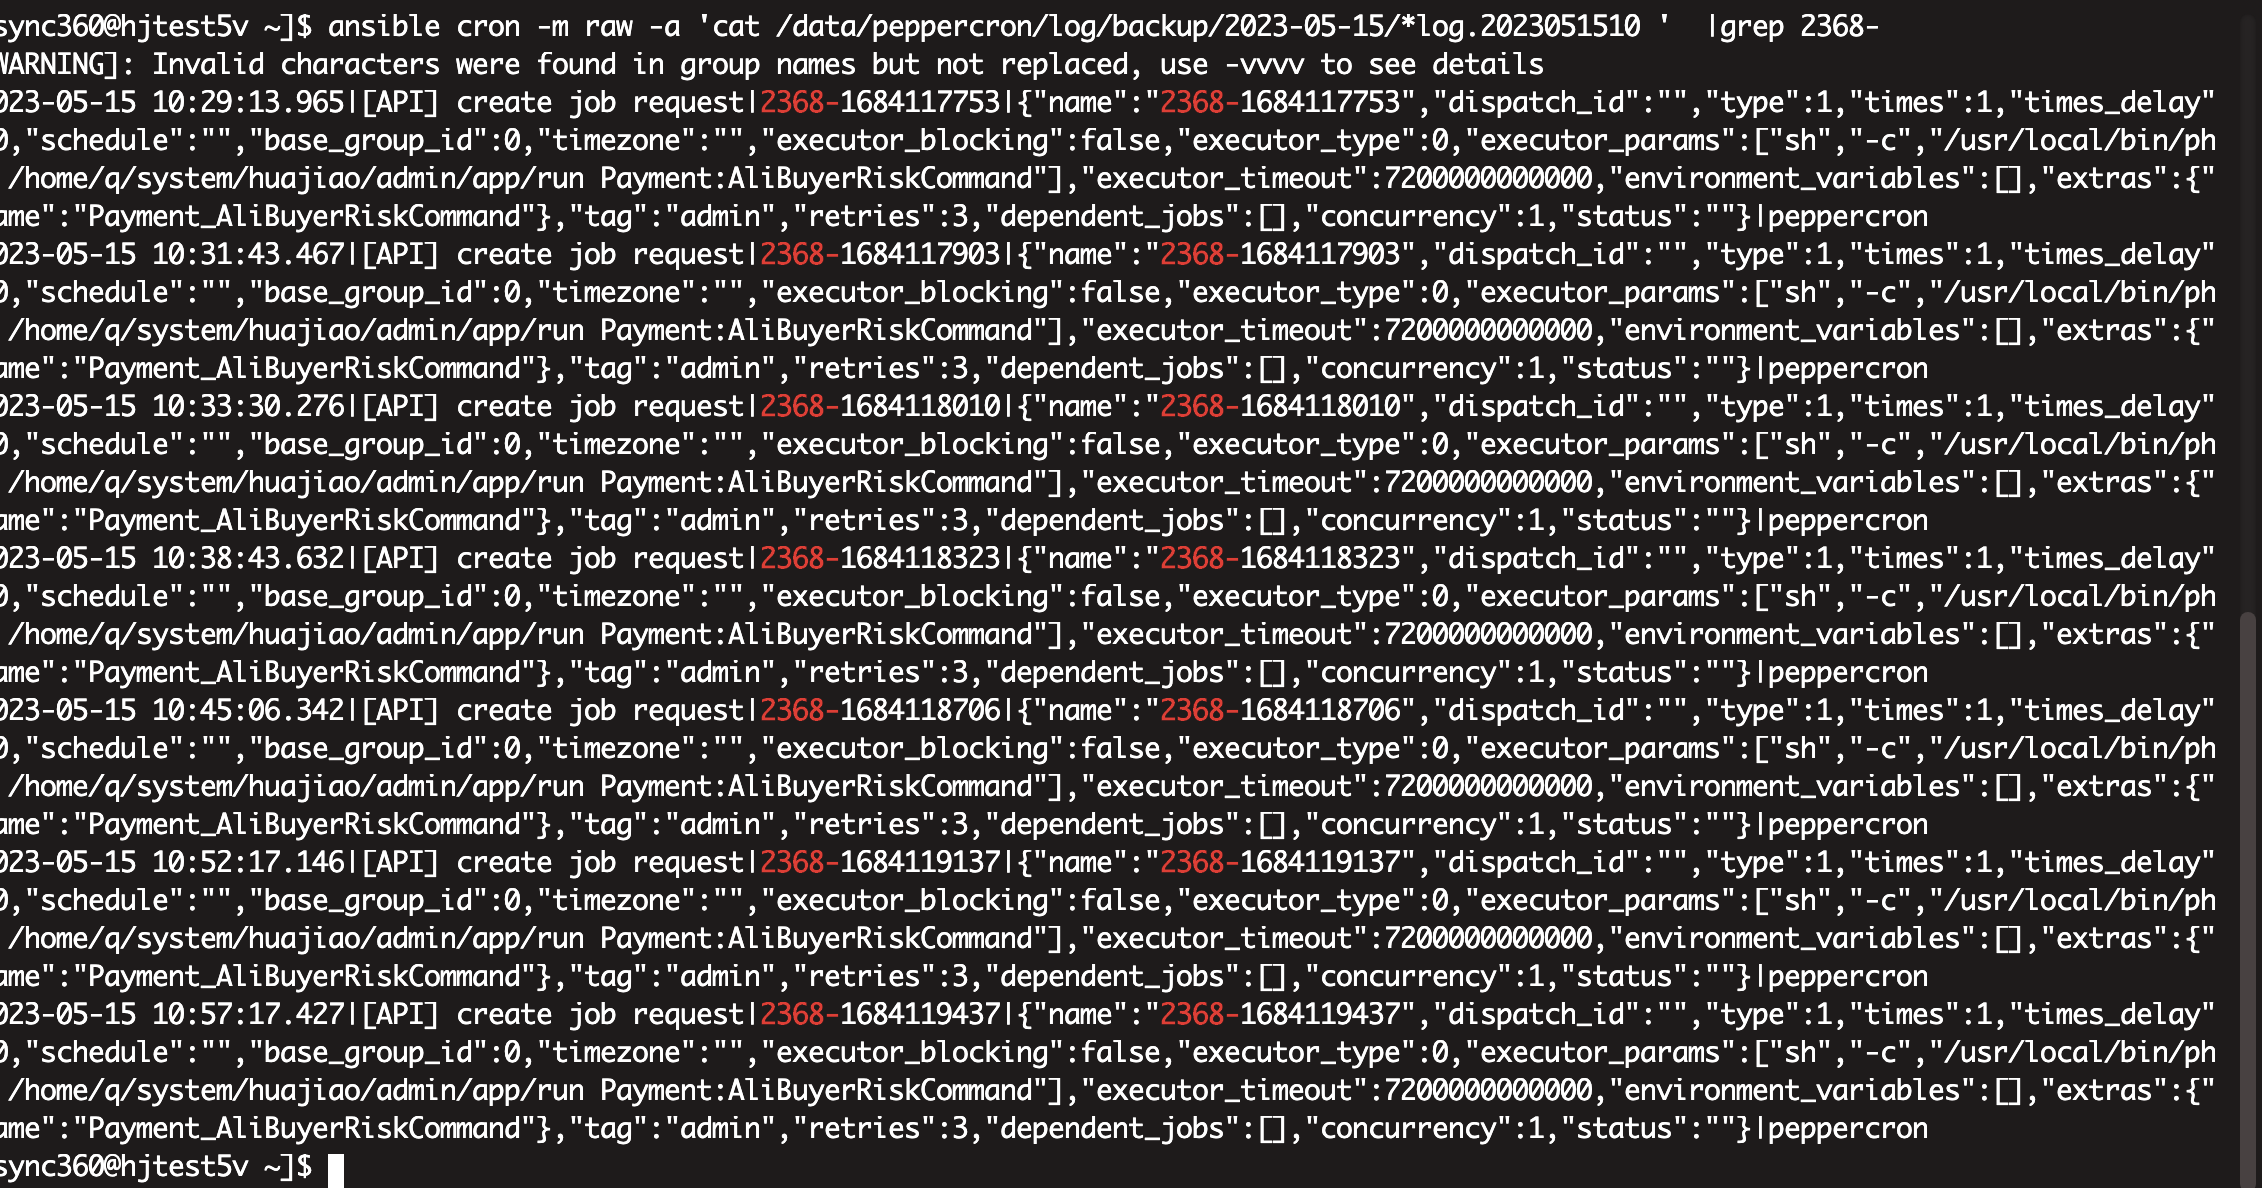 sync360@hjtest5v ~]$ ansible cron -m raw -a 'cat /data/peppercron/log/backup/2023-05-15/*log.2023051510 '  |grep 2368-
WARNING]: Invalid characters were found in group names but not replaced, use -vvvv to see details
023-05-15 10:29:13.965|[API] create job request|2368-1684117753|{"name":"2368-1684117753","dispatch_id":"","type":1,"times":1,"times_delay"
0,"schedule":"","base_group_id":0,"timezone":"","executor_blocking":false,"executor_type":0,"executor_params":["sh","-c","/usr/local/bin/ph
/home/q/system/huajiao/admin/app/run Payment:AliBuyerRiskCommand"],"executor_timeout":7200000000000,"environment_variables":[],"extras":{"
ame":"Payment_AliBuyerRiskCommand"},"tag":"admin","retries":3,"dependent_jobs":[],"concurrency":1,"status":""}|peppercron
023-05-15 10:31:43.467|[API] create job request|2368-1684117903|{"name":"2368-1684117903","dispatch_id":"","type":1,"times":1,"times_delay"
0,"schedule":"","base_group_id":0,"timezone":"","executor_blocking":false,"executor_type":0,"executor_params":["sh","-c","/usr/local/bin/ph
/home/q/system/huajiao/admin/app/run Payment:AliBuyerRiskCommand"],"executor_timeout":7200000000000,"environment_variables":[],"extras":{"
ame":"Payment_AliBuyerRiskCommand"},"tag":"admin","retries":3,"dependent_jobs":[],"concurrency":1,"status":""}|peppercron
023-05-15 10:33:30.276|[API] create job request|2368-1684118010|{"name":"2368-1684118010","dispatch_id":"","type":1,"times":1,"times_delay"
0,"schedule":"","base_group_id":0,"timezone":"","executor_blocking":false,"executor_type":0,"executor_params":["sh","-c","/usr/local/bin/ph
/home/q/system/huajiao/admin/app/run Payment:AliBuyerRiskCommand"],"executor_timeout":7200000000000,"environment_variables":[],"extras":{"
ame":"Payment_AliBuyerRiskCommand"},"tag":"admin","retries":3,"dependent_jobs":[],"concurrency":1,"status":""}|peppercron
023-05-15 10:38:43.632|[API] create job request|2368-1684118323|{"name":"2368-1684118323","dispatch_id":"","type":1,"times":1,"times_delay"
0,"schedule":"","base_group_id":0,"timezone":"","executor_blocking":false,"executor_type":0,"executor_params":["sh","-c","/usr/local/bin/ph
/home/q/system/huajiao/admin/app/run Payment:AliBuyerRiskCommand"],"executor_timeout":7200000000000,"environment_variables":[],"extras":{"
ame":"Payment_AliBuyerRiskCommand"},"tag":"admin","retries":3,"dependent_jobs":[],"concurrency":1,"status":""}|peppercron
023-05-15 10:45:06.342|[API] create job request|2368-1684118706|{"name":"2368-1684118706","dispatch_id":"","type":1,"times":1,"times_delay"
0,"schedule":"","base_group_id":0,"timezone":"","executor_blocking":false,"executor_type":0,"executor_params":["sh","-c","/usr/local/bin/ph
/home/q/system/huajiao/admin/app/run Payment:AliBuyerRiskCommand"],"executor_timeout":7200000000000,"environment_variables":[],"extras":{"
ame":"Payment_AliBuyerRiskCommand"},"tag":"admin","retries":3,"dependent_jobs":[],"concurrency":1,"status":""}|peppercron
023-05-15 10:52:17.146|[API] create job request|2368-1684119137|{"name":"2368-1684119137","dispatch_id":"","type":1,"times":1,"times_delay"
0,"schedule":"","base_group_id":0,"timezone":"","executor_blocking":false,"executor_type":0,"executor_params":["sh","-c","/usr/local/bin/ph
/home/q/system/huajiao/admin/app/run Payment:AliBuyerRiskCommand"],"executor_timeout":7200000000000,"environment_variables":[],"extras":{"
ame":"Payment_AliBuyerRiskCommand"},"tag":"admin","retries":3,"dependent_jobs":[],"concurrency":1,"status":""}|peppercron
023-05-15 10:57:17.427|[API] create job request|2368-1684119437|{"name":"2368-1684119437","dispatch_id":"","type":1,"times":1,"times_delay"
0,"schedule":"","base_group_id":0,"timezone":"","executor_blocking":false,"executor_type":0,"executor_params":["sh","-c","/usr/local/bin/ph
/home/q/system/huajiao/admin/app/run Payment:AliBuyerRiskCommand"],"executor_timeout":7200000000000,"environment_variables":[],"extras":{"
ame":"Payment_AliBuyerRiskCommand"},"tag":"admin","retries":3,"dependent_jobs":[],"concurrency":1,"status":""}|peppercron
sync360@hjtest5v ~]$